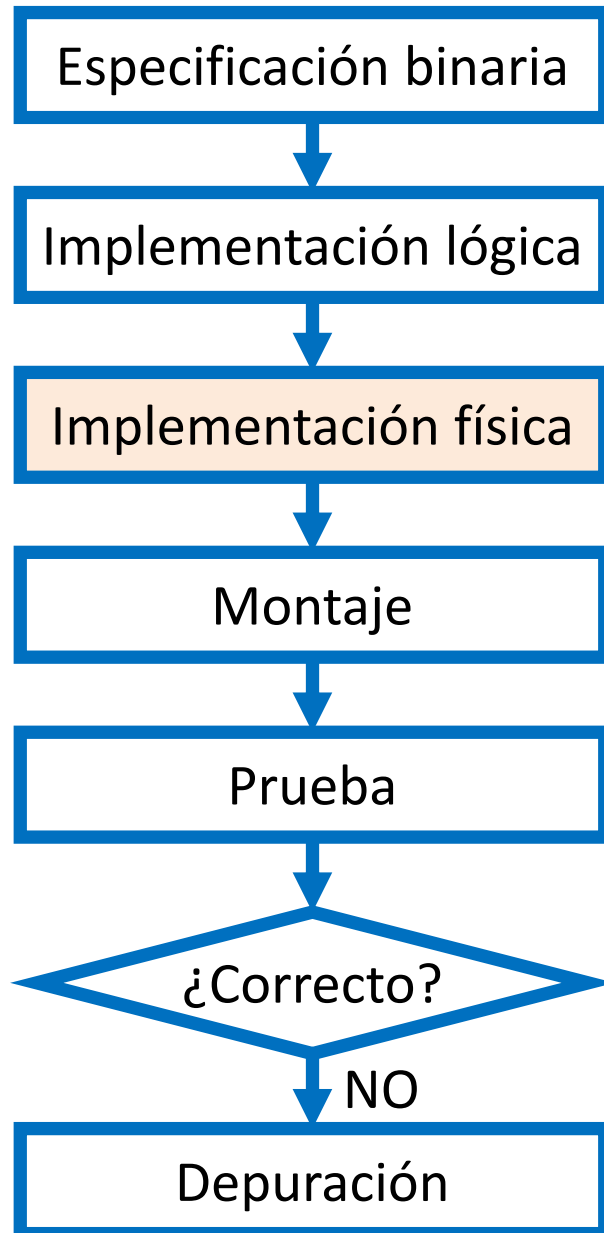 Especificación binaria
Implementación lógica
Implementación física
Montaje
Prueba
¿Correcto?
NO
Depuración